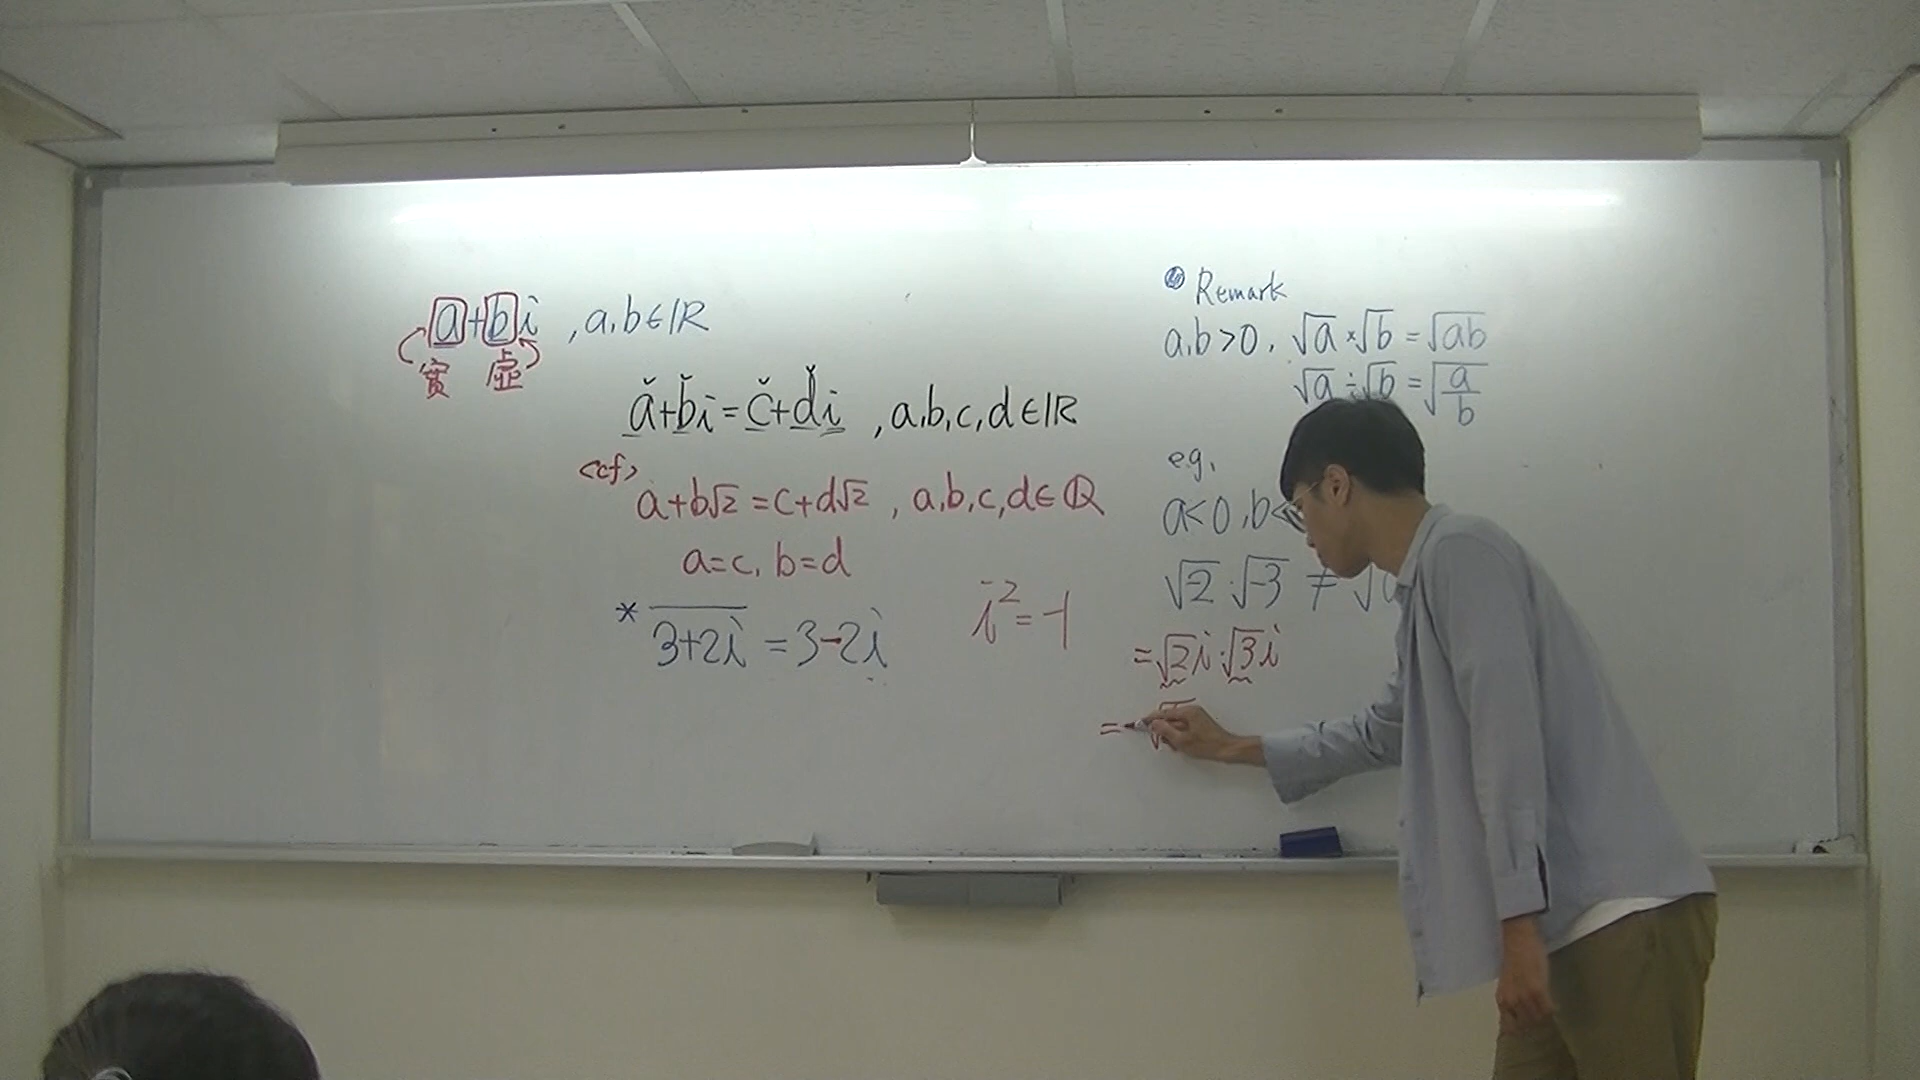 a+bi , a,b∈ℝ
實 虛
a+bi=c+di , a,b,c,d∈ℝ
<cf>
a+b√2=c+d√2 , a,b,c,d∈ℚ
a=c, b=d
* \overline{3+2i} =3-2i
i²=-1
Remark
a,b>0, √a×√b=√ab
√a÷√b=√(a/b)
e.g.
a<0,b<
√-2·√-3 ≠ √
=√2i·√3i
=-√